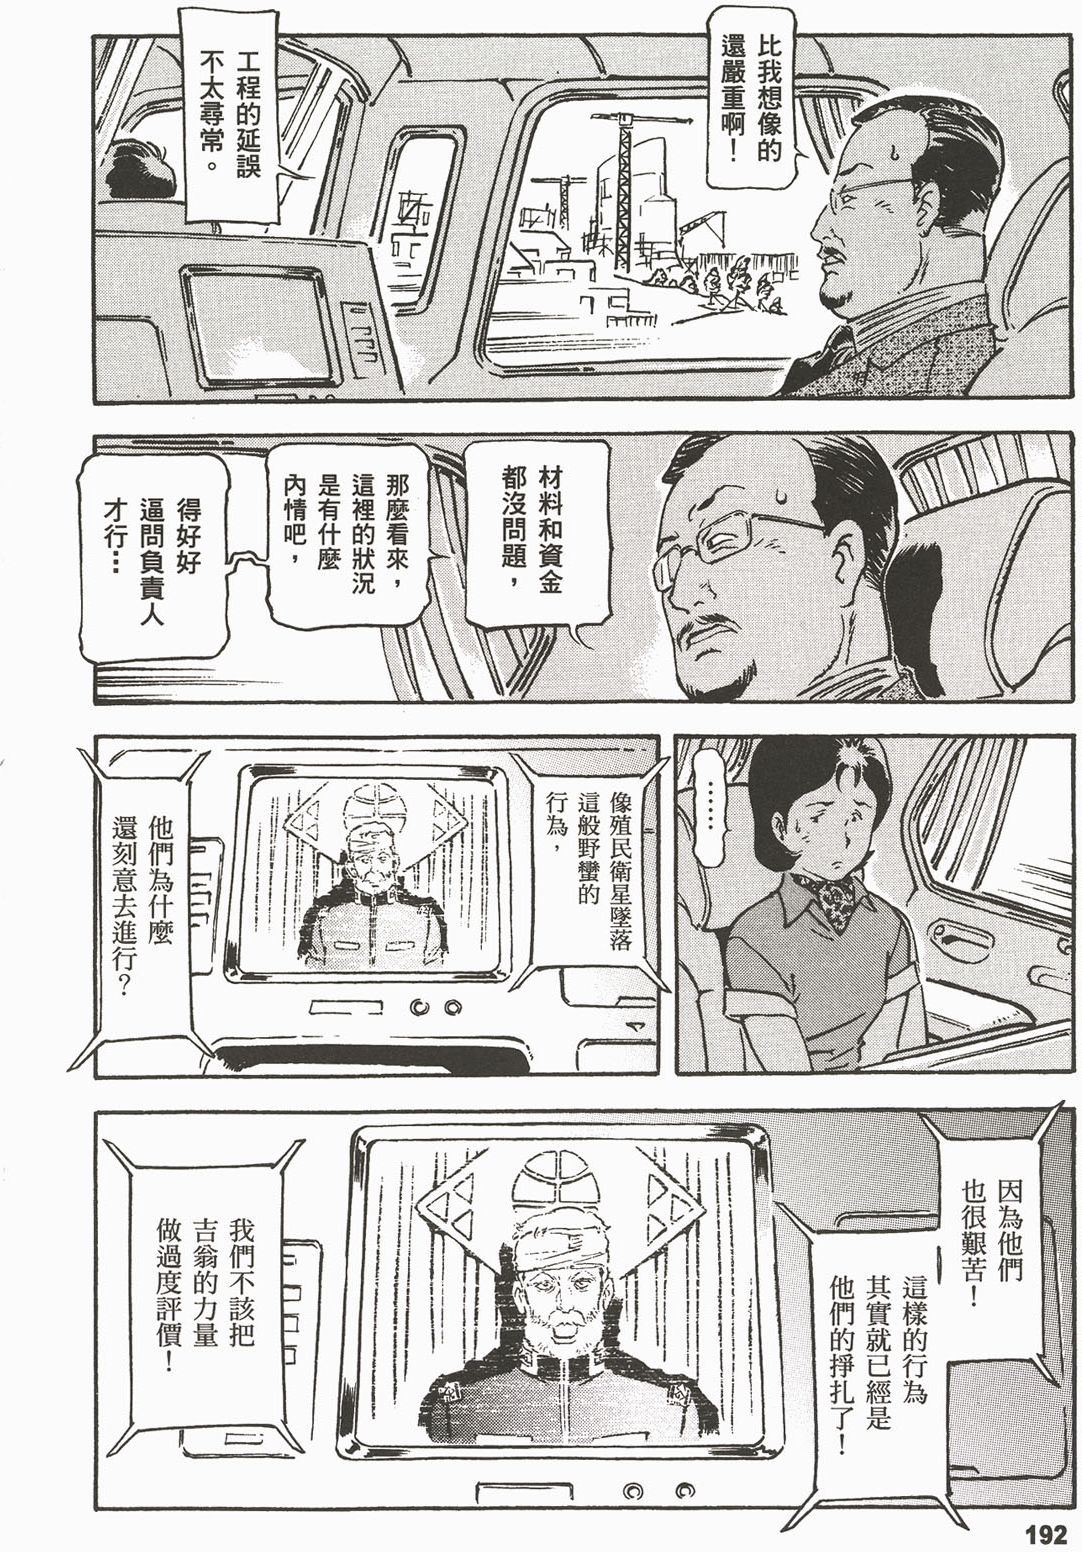 比我想像的
還嚴重啊！
工程的延誤
不太尋常。
材料和資金
都沒問題，
那麼看來，
這裡的狀況
是有什麼
內情吧，
得好好
逼問負責人
才行…
……
像殖民衛星墜落
這般野蠻的
行為，
他們為什麼
還刻意去進行？
因為他們
也很艱苦！
這樣的行為
其實就已經是
他們的掙扎了！
我們不該把
吉翁的力量
做過度評價！
192